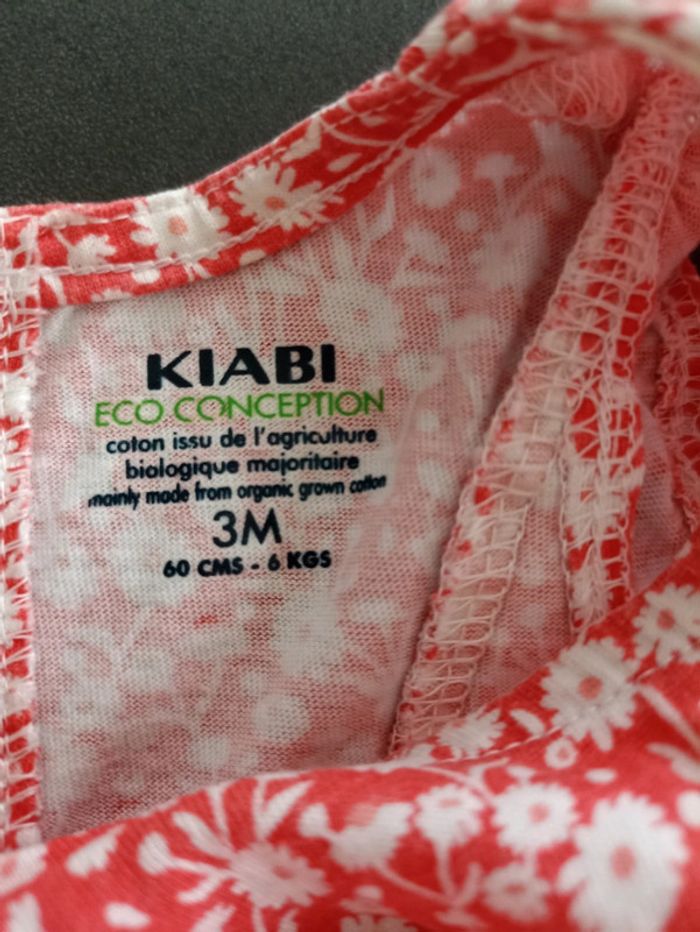 KIABI
ECO CONCEPTION
coton issu de l'agriculture
biologique majoritaire
mainly made from organic grown cotton
3M
60 CMS - 6 KGS